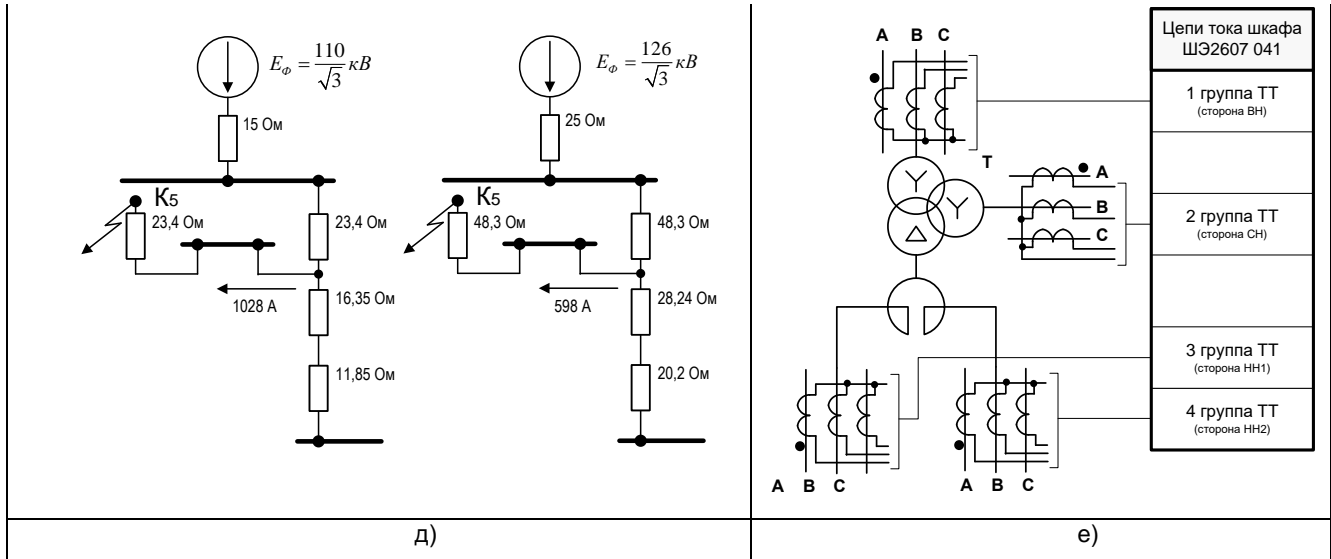 E_Ф = 110/√3 кВ
15 Ом
К5
23,4 Ом
23,4 Ом
1028 А
16,35 Ом
11,85 Ом
E_Ф = 126/√3 кВ
25 Ом
К5
48,3 Ом
48,3 Ом
598 А
28,24 Ом
20,2 Ом
д)
A B C
T
A
B
C
A B C
A B C
Цепи тока шкафа
ШЭ2607 041
1 группа ТТ
(сторона ВН)
2 группа ТТ
(сторона СН)
3 группа ТТ
(сторона НН1)
4 группа ТТ
(сторона НН2)
е)